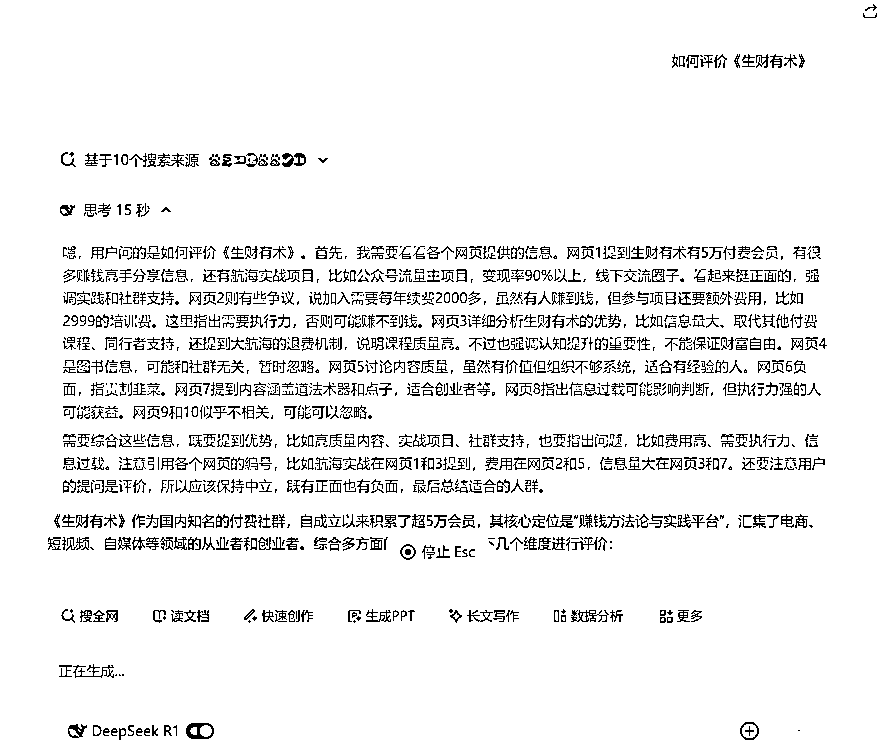 如何评价《生财有术》
基于10个搜索来源
思考 15 秒
嗯，用户问的是如何评价《生财有术》。首先，我需要看看各个网页提供的信息。网页1提到生财有术有5万付费会员，有很
多赚钱高手分享信息，还有航海实战项目，比如公众号流量主项目，变现率90%以上，线下交流圈子。看起来挺正面的，强
调实践和社群支持。网页2则有些争议，说加入需要每年续费2000多，虽然有人赚到钱，但参与项目还要额外费用，比如
2999的培训费。这里指出需要执行力，否则可能赚不到钱。网页3详细分析生财有术的优势，比如信息量大、取代其他付费
课程、同行者支持，还提到大航海的退费机制，说明课程质量高。不过也强调认知提升的重要性，不能保证财富自由。网页4
是图书信息，可能和社群无关，暂时忽略。网页5讨论内容质量，虽然有价值但组织不够系统，适合有经验的人。网页6负
面，指责割韭菜。网页7提到内容涵盖道法术器和点子，适合创业者等。网页8指出信息过载可能影响判断，但执行力强的人
可能获益。网页9和10似乎不相关，可能可以忽略。
需要综合这些信息，既要提到优势，比如高质量内容、实战项目、社群支持，也要指出问题，比如费用高、需要执行力、信
息过载。注意引用各个网页的编号，比如航海实战在网页1和3提到，费用在网页2和5，信息量大在网页3和7。还要注意用户
的提问是评价，所以应该保持中立，既有正面也有负面，最后总结适合的人群。
《生财有术》作为国内知名的付费社群，自成立以来积累了超5万会员，其核心定位是“赚钱方法论与实践平台”，汇集了电商、
短视频、自媒体等领域的从业者和创业者。综合多方面 停止 Esc 下几个维度进行评价：
搜全网 读文档 快速创作 生成PPT 长文写作 数据分析 更多
正在生成...
DeepSeek R1